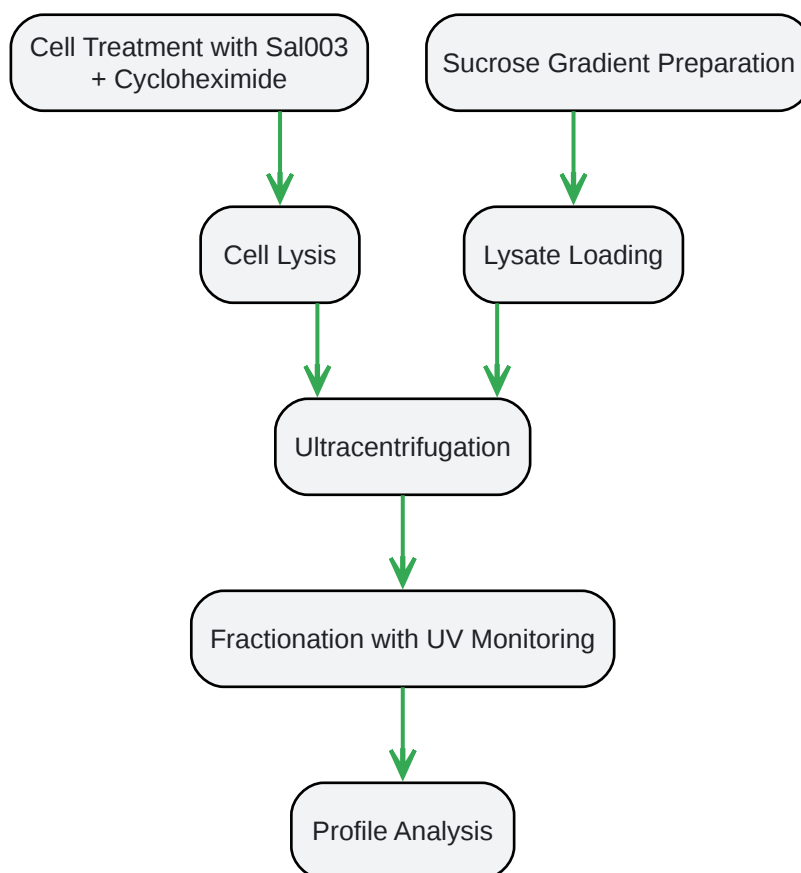 Cell Treatment with Sal003
+ Cycloheximide
Sucrose Gradient Preparation
Cell Lysis
Lysate Loading
Ultracentrifugation
Fractionation with UV Monitoring
Profile Analysis